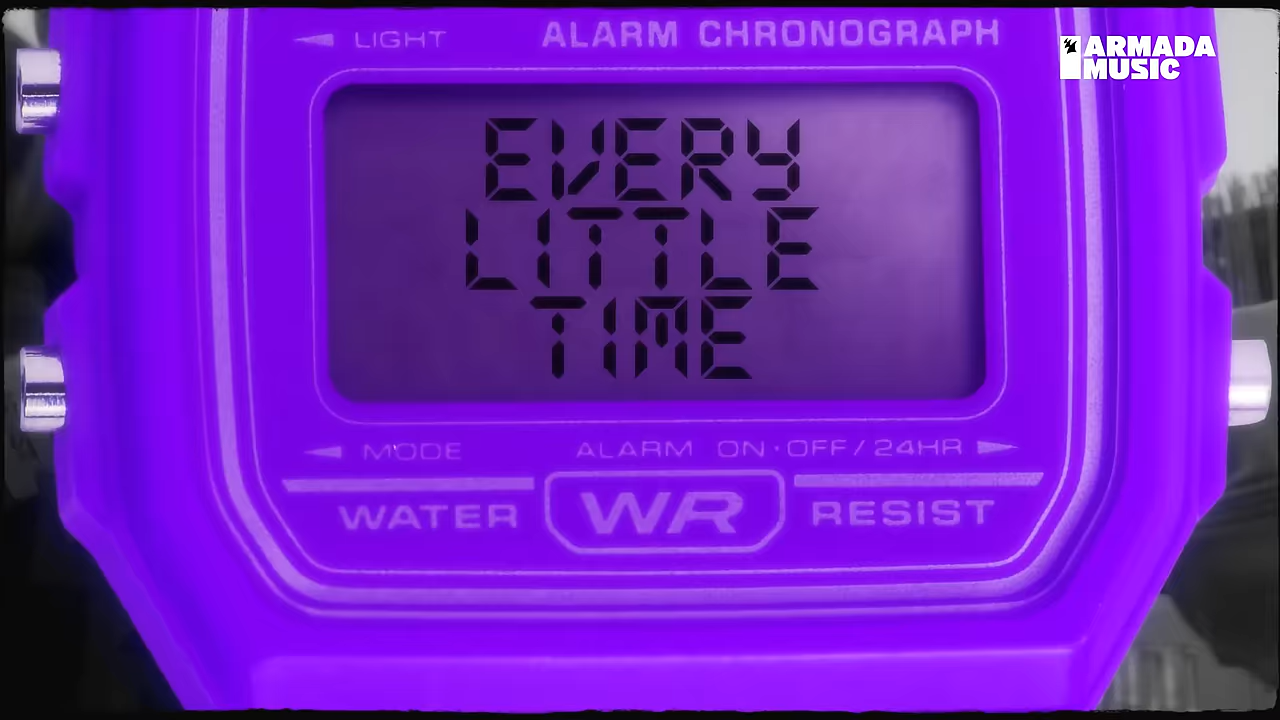 LIGHT
ALARM CHRONOGRAPH
ARMADA
MUSIC
EVERY
LITTLE
TIME
MODE
ALARM ON·OFF/24HR
WATER
WR
RESIST